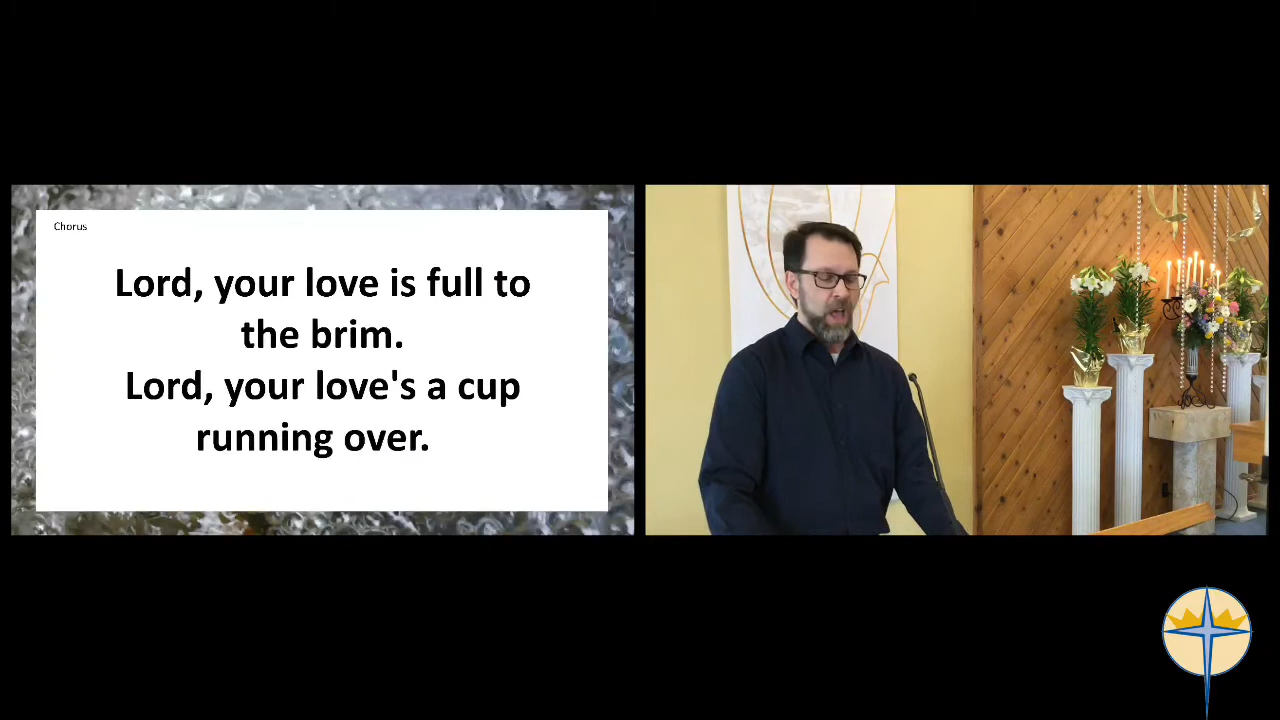 Chorus
Lord, your love is full to
the brim.
Lord, your love's a cup
running over.